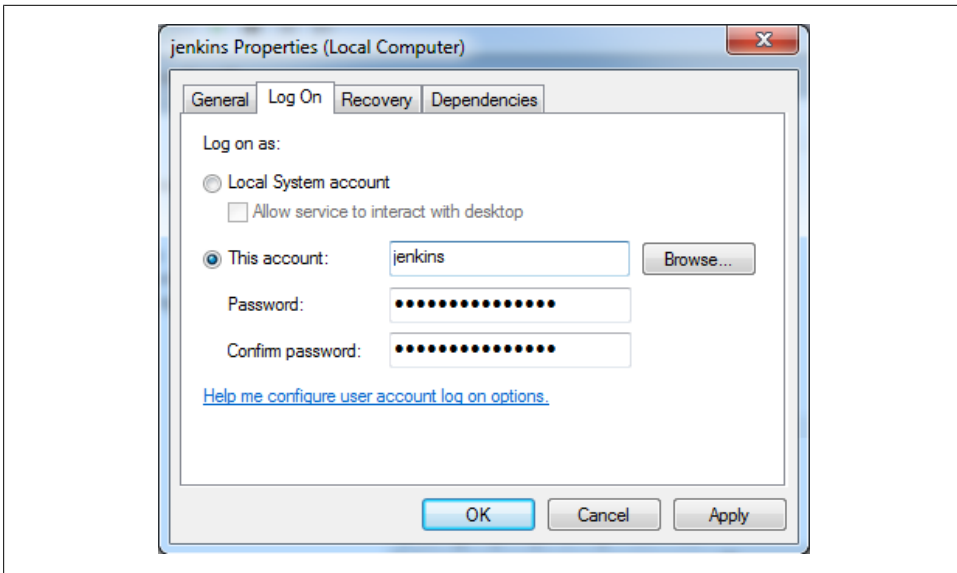 jenkins Properties (Local Computer)
General Log On Recovery Dependencies
Log on as:
Local System account
Allow service to interact with desktop
This account: jenkins Browse...
Password: •••••••••••••••
Confirm password: •••••••••••••••
Help me configure user account log on options.
OK Cancel Apply